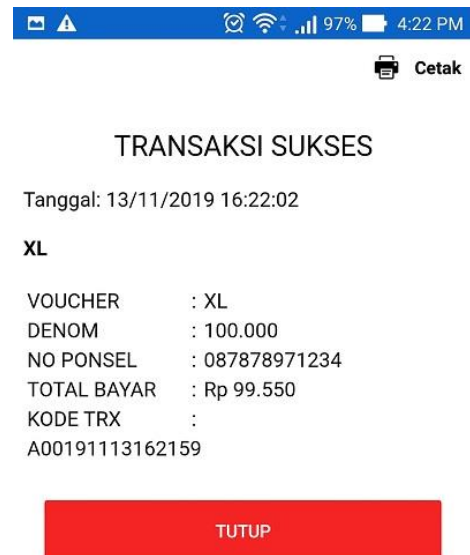 97% 4:22 PM
Cetak
TRANSAKSI SUKSES
Tanggal: 13/11/2019 16:22:02
XL
VOUCHER : XL
DENOM : 100.000
NO PONSEL : 087878971234
TOTAL BAYAR : Rp 99.550
KODE TRX :
A00191113162159
TUTUP